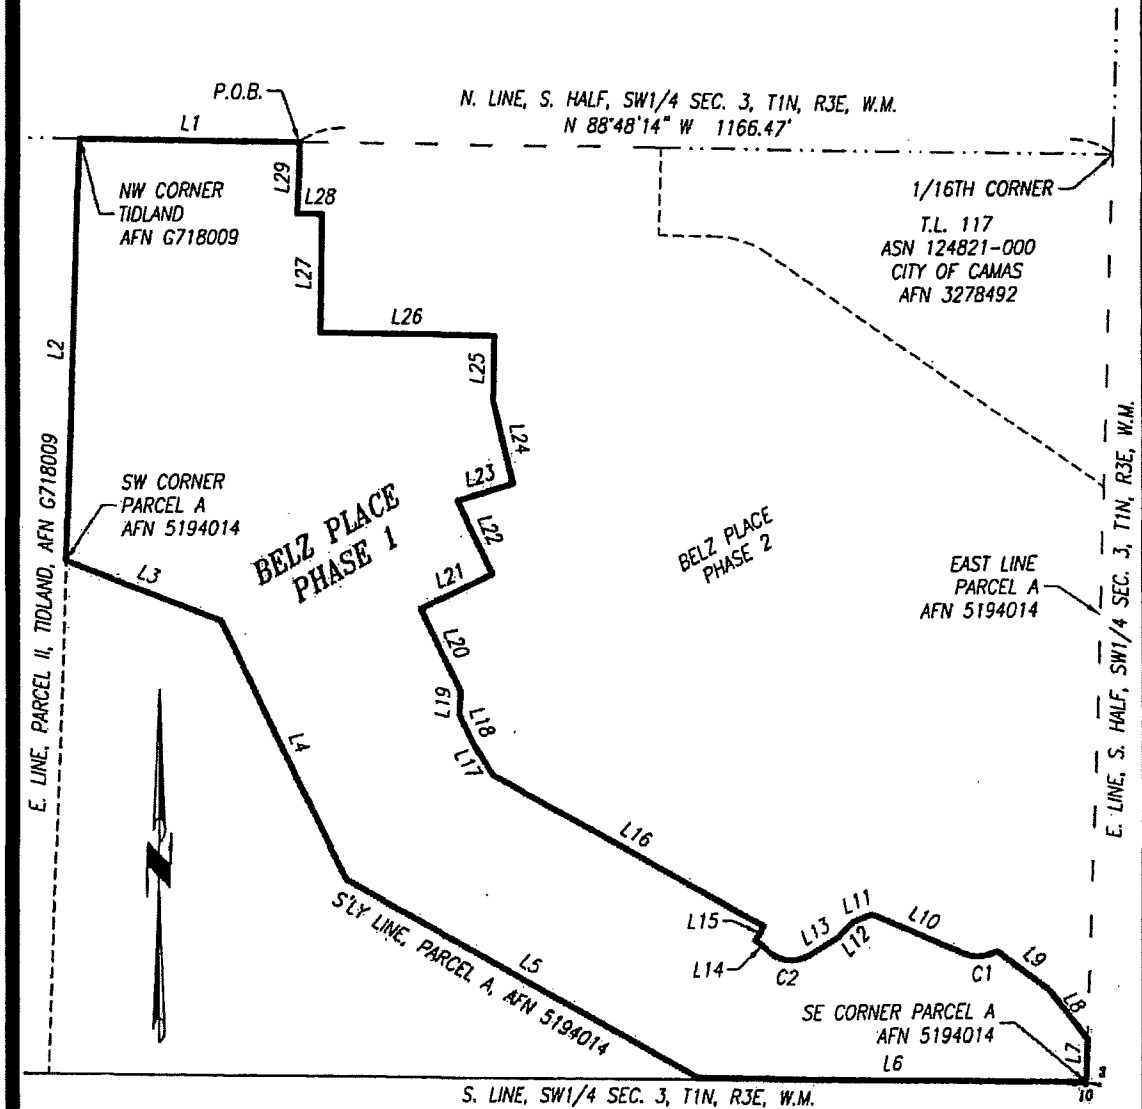 P.O.B.
N. LINE, S. HALF, SW1/4 SEC. 3, T1N, R3E, W.M.
N 88°48'14" W 1166.47'
L1
L29
L28
NW CORNER
TIDLAND
AFN G718009
1/16TH CORNER
T.L. 117
ASN 124821-000
CITY OF CAMAS
AFN 3278492
L27
L26
L2
L25
L24
L23
SW CORNER
PARCEL A
AFN 5194014
L22
BELZ PLACE
PHASE 1
BELZ PLACE
PHASE 2
E. LINE, PARCEL II, TIDLAND, AFN G718009
E. LINE, S. HALF, SW1/4 SEC. 3, T1N, R3E, W.M.
L3
L21
EAST LINE
PARCEL A
AFN 5194014
L20
L19
L18
L17
L4
L16
N
S'LY LINE, PARCEL A, AFN 5194014
L5
L15
L14
C2
L13
L12
L11
L10
C1
L9
L8
SE CORNER PARCEL A
AFN 5194014
L7
L6
3
10
S. LINE, SW1/4 SEC. 3, T1N, R3E, W.M.